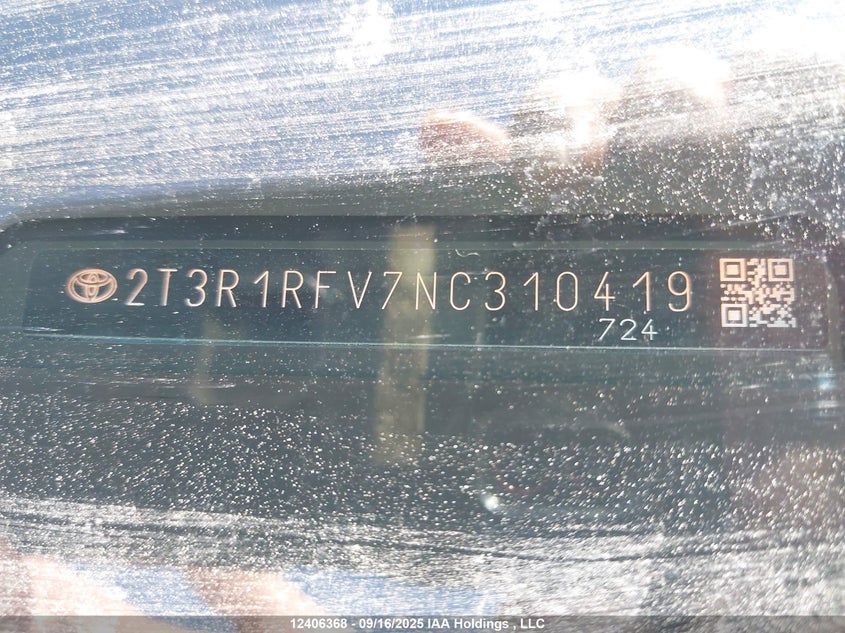 2T3R1RFV7NC310419
724
12406368 - 09/16/2025 IAA Holdings , LLC